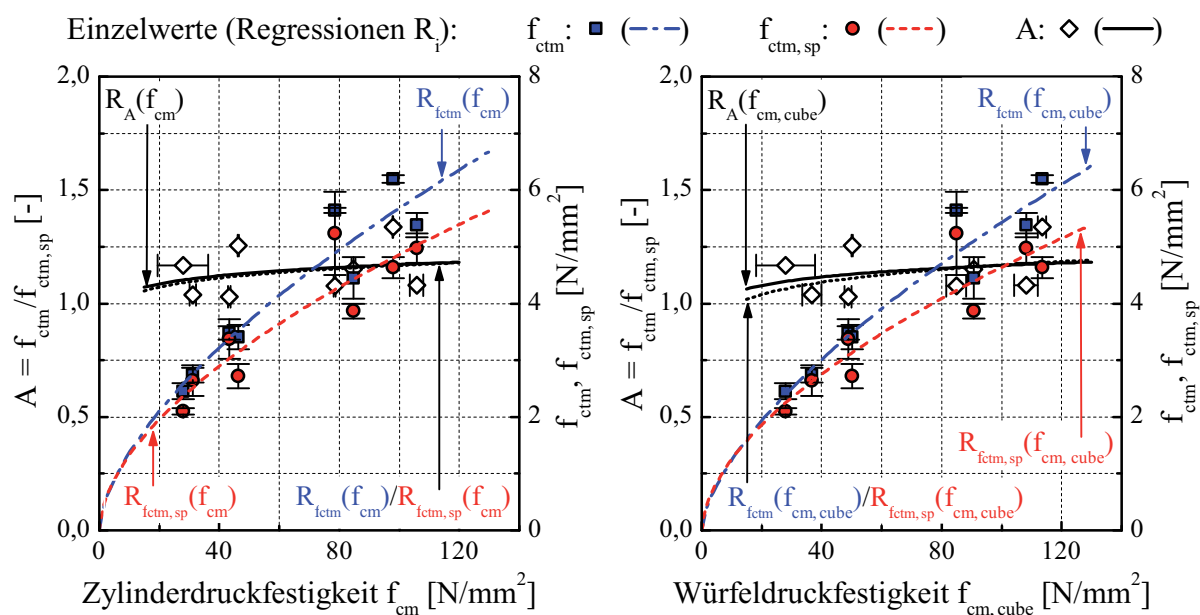 Einzelwerte (Regressionen R_i): f_ctm: (–·–) f_ctm,sp: (----) A: (——)
2,0
1,5
1,0
0,5
0,0
A = f_ctm/f_ctm,sp [-]
R_A(f_cm)
R_fctm(f_cm)
R_fctm,sp(f_cm)
R_fctm(f_cm)/R_fctm,sp(f_cm)
8
6
4
2
0
f_ctm, f_ctm,sp [N/mm²]
0 40 80 120
Zylinderdruckfestigkeit f_cm [N/mm²]
2,0
1,5
1,0
0,5
0,0
A = f_ctm/f_ctm,sp [-]
R_A(f_cm,cube)
R_fctm(f_cm,cube)
R_fctm,sp(f_cm,cube)
R_fctm(f_cm,cube)/R_fctm,sp(f_cm,cube)
8
6
4
2
0
f_ctm, f_ctm,sp [N/mm²]
0 40 80 120
Würfeldruckfestigkeit f_cm,cube [N/mm²]